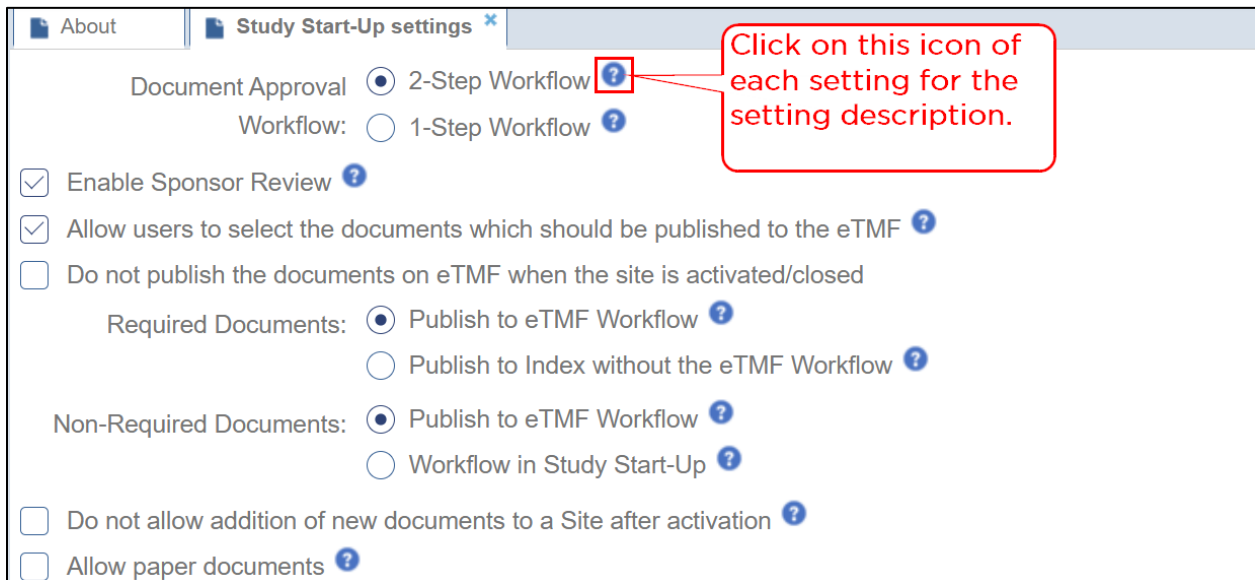 About
Study Start-Up settings
Click on this icon of
each setting for the
setting description.
Document Approval
Workflow:
2-Step Workflow
1-Step Workflow
Enable Sponsor Review
Allow users to select the documents which should be published to the eTMF
Do not publish the documents on eTMF when the site is activated/closed
Required Documents:
Publish to eTMF Workflow
Publish to Index without the eTMF Workflow
Non-Required Documents:
Publish to eTMF Workflow
Workflow in Study Start-Up
Do not allow addition of new documents to a Site after activation
Allow paper documents